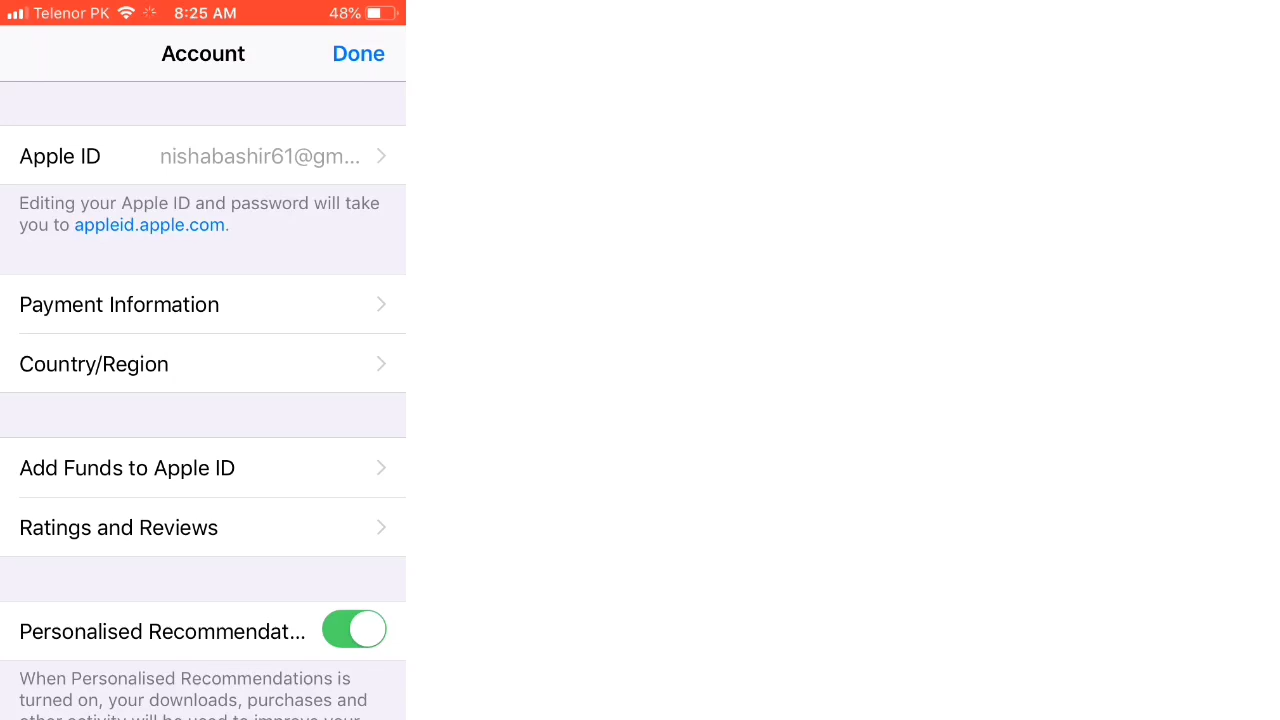 Telenor PK 8:25 AM 48%
Account Done
Apple ID nishabashir61@gm...
Editing your Apple ID and password will take
you to appleid.apple.com.
Payment Information
Country/Region
Add Funds to Apple ID
Ratings and Reviews
Personalised Recommendat...
When Personalised Recommendations is
turned on, your downloads, purchases and
other activity will be used to improve your